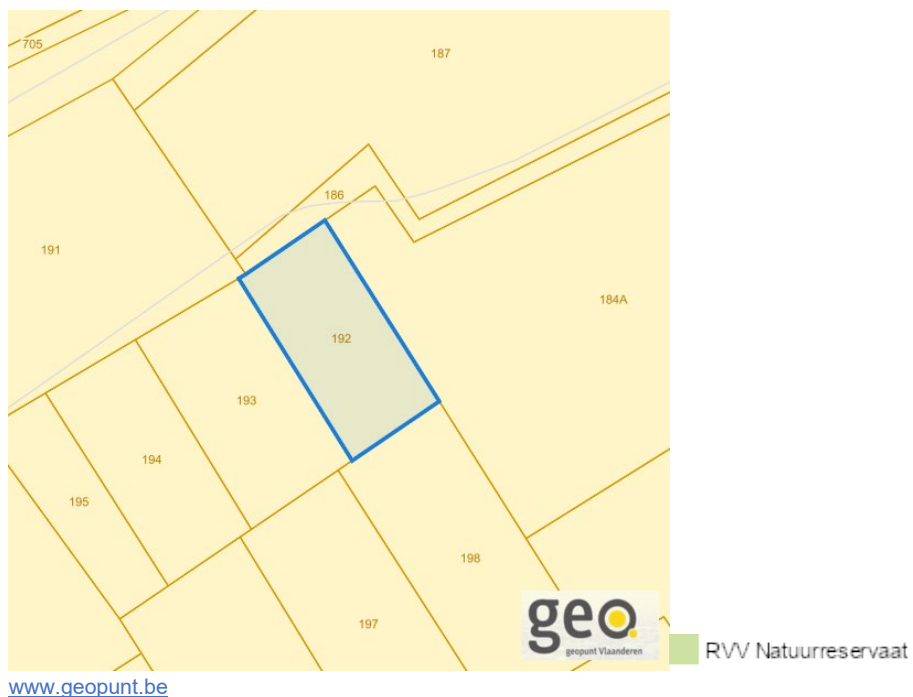 705
187
186
191
184A
192
193
194
195
198
197
geo.
geopunt Vlaanderen
RVV Natuurreservaat
www.geopunt.be